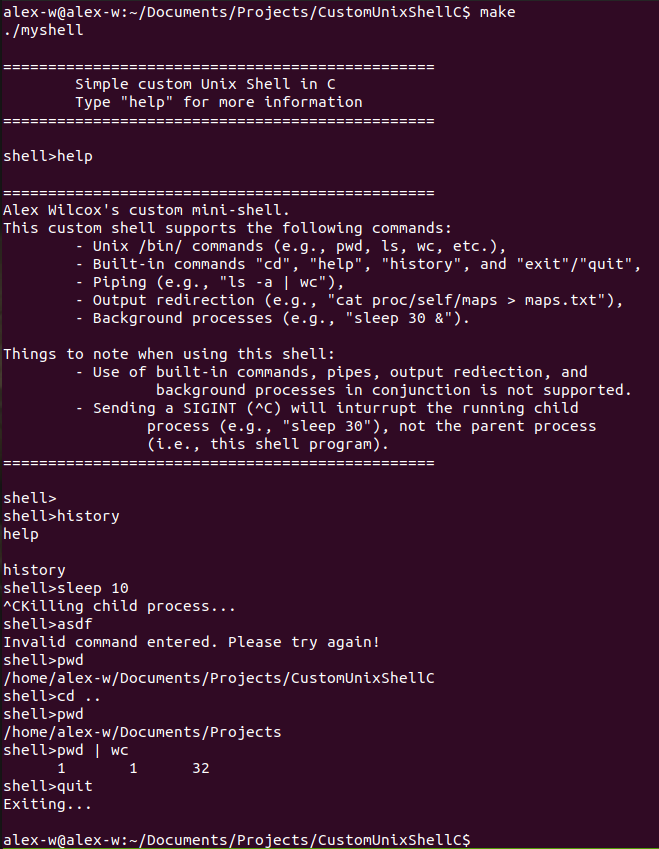 alex-w@alex-w:~/Documents/Projects/CustomUnixShellC$ make
./myshell
================================================
Simple custom Unix Shell in C
Type "help" for more information
================================================
shell>help
================================================
Alex Wilcox's custom mini-shell.
This custom shell supports the following commands:
- Unix /bin/ commands (e.g., pwd, ls, wc, etc.),
- Built-in commands "cd", "help", "history", and "exit"/"quit",
- Piping (e.g., "ls -a | wc"),
- Output redirection (e.g., "cat proc/self/maps > maps.txt"),
- Background processes (e.g., "sleep 30 &").
Things to note when using this shell:
- Use of built-in commands, pipes, output rediection, and
background processes in conjunction is not supported.
- Sending a SIGINT (^C) will inturrupt the running child
process (e.g., "sleep 30"), not the parent process
(i.e., this shell program).
================================================
shell>
shell>history
help
history
shell>sleep 10
^CKilling child process...
shell>asdf
Invalid command entered. Please try again!
shell>pwd
/home/alex-w/Documents/Projects/CustomUnixShellC
shell>cd ..
shell>pwd
/home/alex-w/Documents/Projects
shell>pwd | wc
1 1 32
shell>quit
Exiting...
alex-w@alex-w:~/Documents/Projects/CustomUnixShellC$